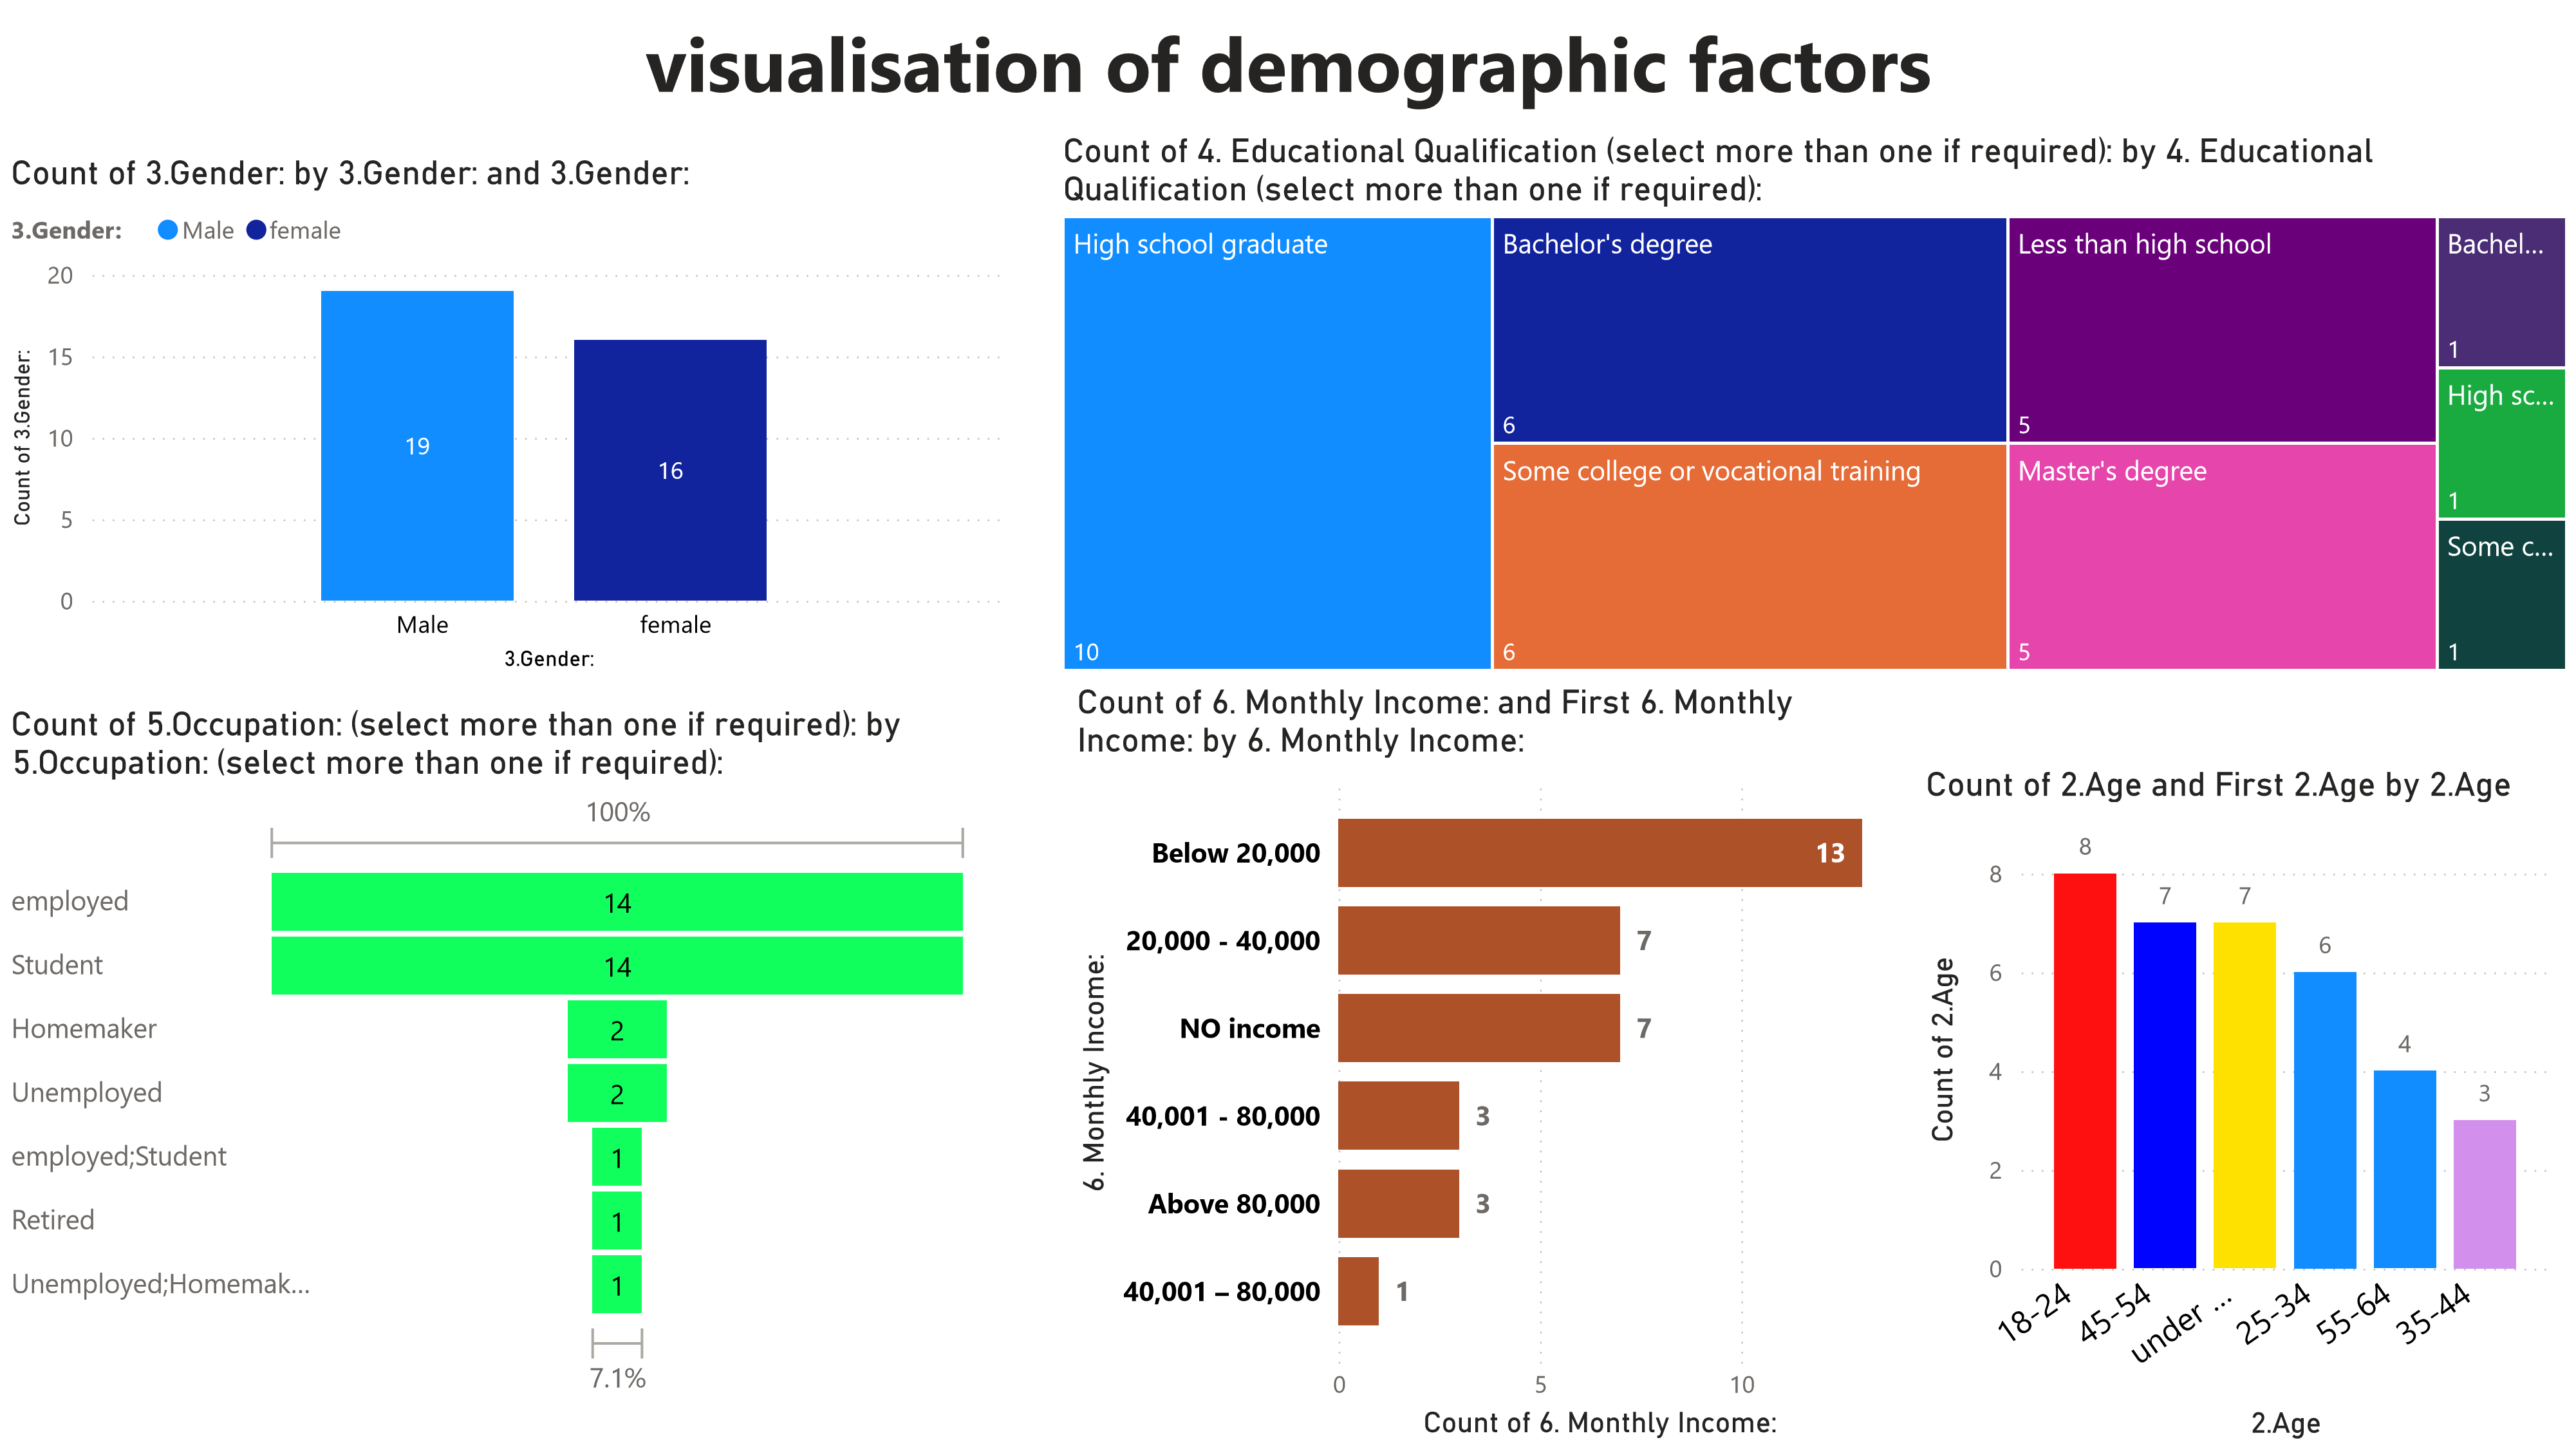 visualisation of demographic factors
Count of 3.Gender: by 3.Gender: and 3.Gender:
3.Gender: Male female
20
15
10
5
0
Count of 3.Gender:
19
16
Male female
3.Gender:
Count of 4. Educational Qualification (select more than one if required): by 4. Educational
Qualification (select more than one if required):
High school graduate
10
Bachelor's degree
6
Some college or vocational training
6
Less than high school
5
Master's degree
5
Bachel...
1
High sc...
1
Some c...
1
Count of 5.Occupation: (select more than one if required): by
5.Occupation: (select more than one if required):
100%
employed 14
Student 14
Homemaker 2
Unemployed 2
employed;Student 1
Retired 1
Unemployed;Homemak... 1
7.1%
Count of 6. Monthly Income: and First 6. Monthly
Income: by 6. Monthly Income:
6. Monthly Income:
Below 20,000 13
20,000 - 40,000 7
NO income 7
40,001 - 80,000 3
Above 80,000 3
40,001 – 80,000 1
0 5 10
Count of 6. Monthly Income:
Count of 2.Age and First 2.Age by 2.Age
Count of 2.Age
8
6
4
2
0
8 7 7 6 4 3
18-24 45-54 under ... 25-34 55-64 35-44
2.Age